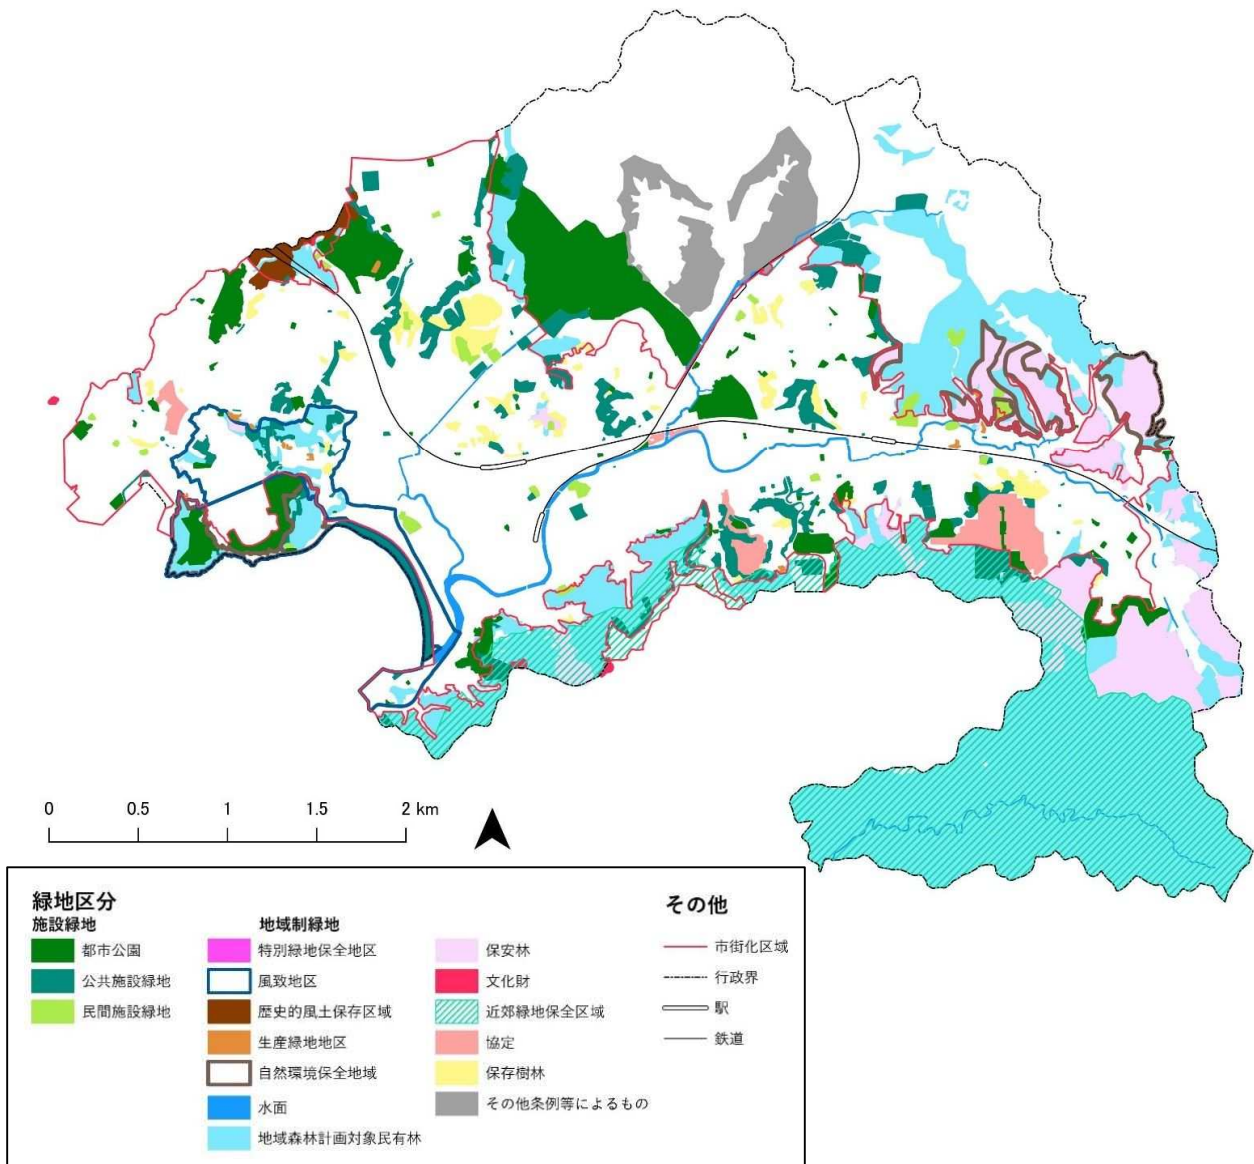 0 0.5 1 1.5 2 km
緑地区分
施設緑地
都市公園
公共施設緑地
民間施設緑地
地域制緑地
特別緑地保全地区
風致地区
歴史的風土保存区域
生産緑地地区
自然環境保全地域
水面
地域森林計画対象民有林
保安林
文化財
近郊緑地保全区域
協定
保存樹林
その他条例等によるもの
その他
市街化区域
行政界
駅
鉄道